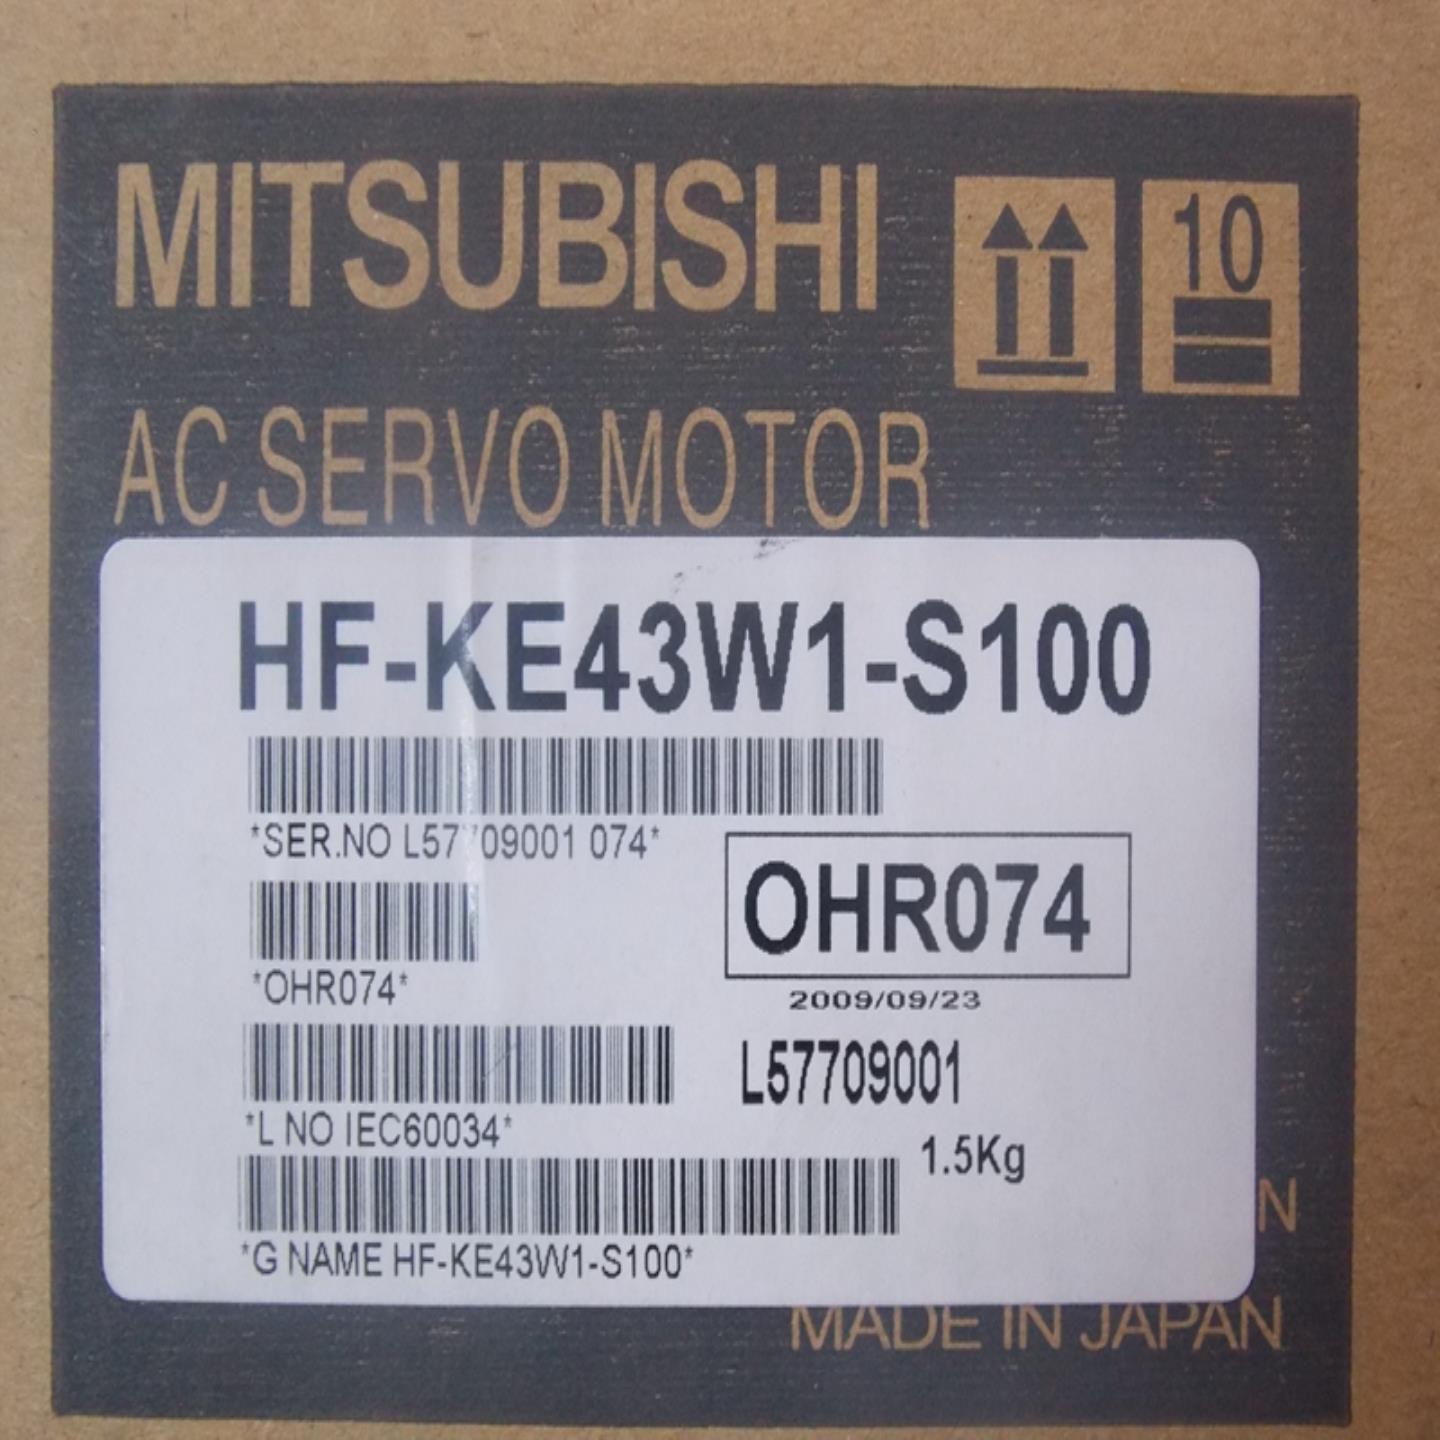 MITSUBISHI
10
AC SERVO MOTOR
HF-KE43W1-S100
*SER.NO L57709001 074*
OHR074
*OHR074*
2009/09/23
L57709001
*L NO IEC60034*
1.5Kg
*G NAME HF-KE43W1-S100*
N
MADE IN JAPAN